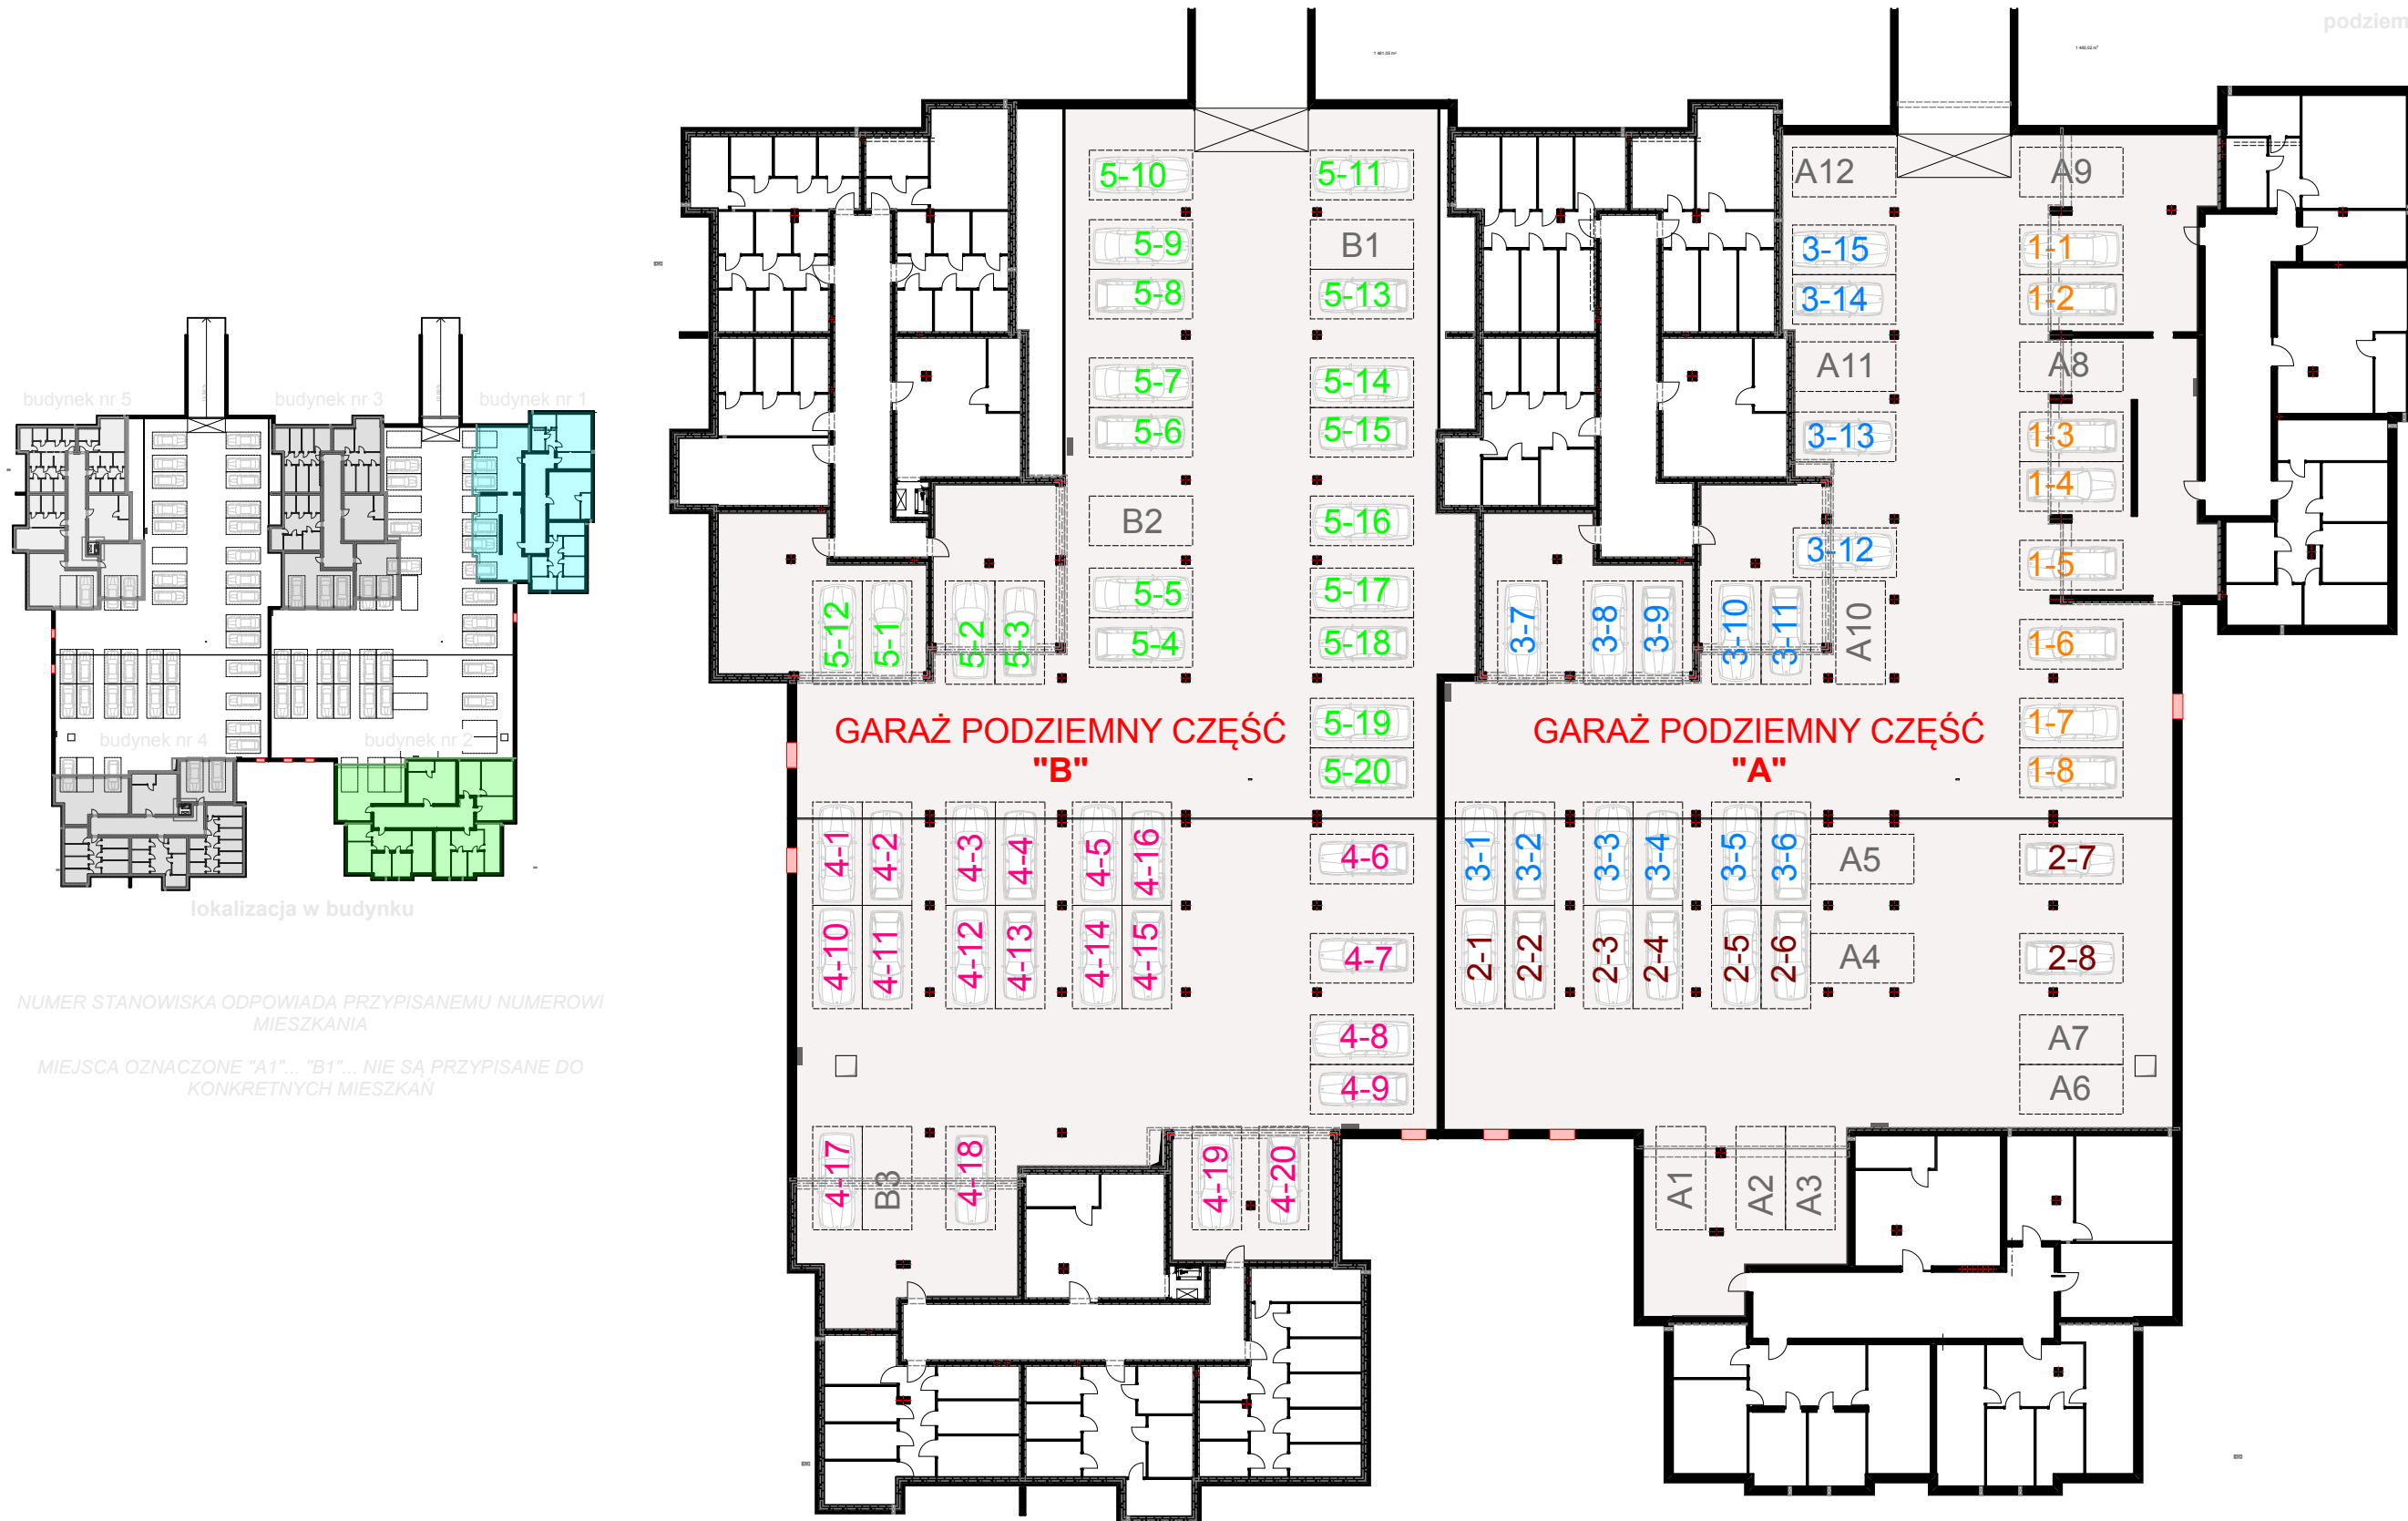 podziem
1 481,03 m²
1 460,02 m²
budynek nr 5
budynek nr 3
budynek nr 1
budynek nr 4
budynek nr 2
lokalizacja w budynku
NUMER STANOWISKA ODPOWIADA PRZYPISANEMU NUMEROWI
MIESZKANIA
MIEJSCA OZNACZONE "A1"... "B1"... NIE SĄ PRZYPISANE DO
KONKRETNYCH MIESZKAŃ
5-10
5-11
5-9
B1
5-8
5-13
5-7
5-14
5-6
5-15
B2
5-16
5-5
5-17
5-4
5-18
5-12
5-1
5-2
5-3
GARAŻ PODZIEMNY CZĘŚĆ
"B"
5-19
5-20
4-1
4-2
4-3
4-4
4-5
4-16
4-6
4-10
4-11
4-12
4-13
4-14
4-15
4-7
4-8
4-9
4-17
B3
4-18
4-19
4-20
A12
A9
3-15
1-1
3-14
1-2
A11
A8
3-13
1-3
1-4
3-12
1-5
3-7
3-8
3-9
3-10
3-11
A10
1-6
GARAŻ PODZIEMNY CZĘŚĆ
"A"
1-7
1-8
3-1
3-2
3-3
3-4
3-5
3-6
A5
2-7
2-1
2-2
2-3
2-4
2-5
2-6
A4
2-8
A7
A6
A1
A2
A3